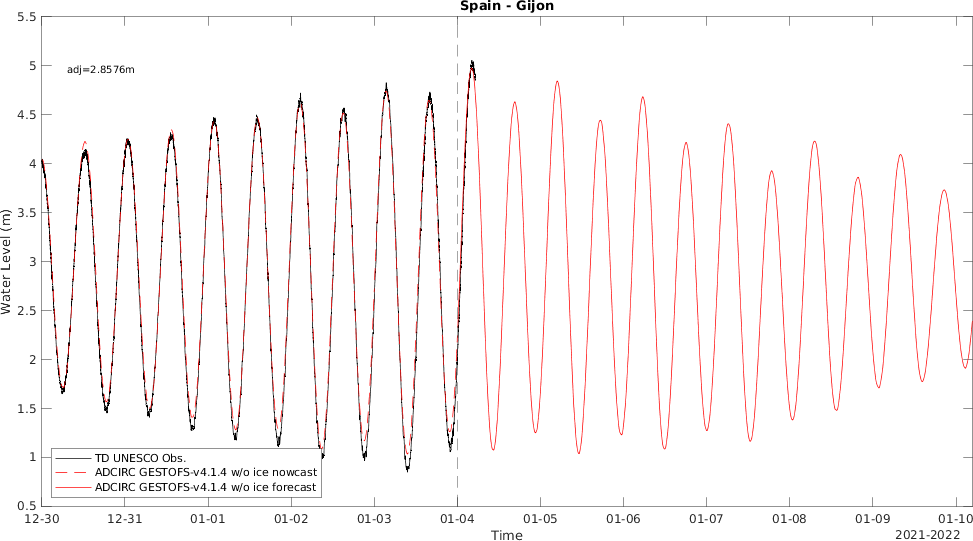 Spain - Gijon
5.5
5
4.5
4
3.5
3
2.5
2
1.5
1
0.5
Water Level (m)
adj=2.8576m
TD UNESCO Obs.
ADCIRC GESTOFS-v4.1.4 w/o ice nowcast
ADCIRC GESTOFS-v4.1.4 w/o ice forecast
12-30 12-31 01-01 01-02 01-03 01-04 01-05 01-06 01-07 01-08 01-09 01-10
Time
2021-2022